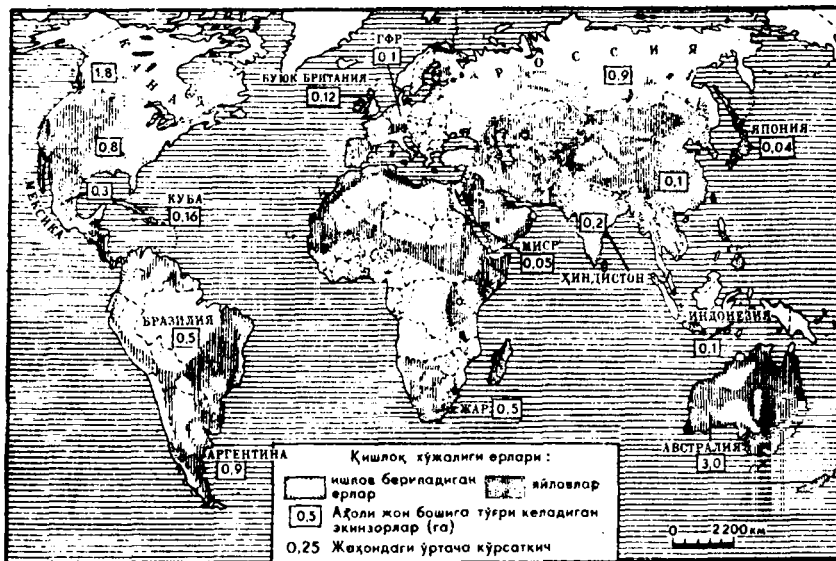 КАНАДА
1.8
ГФР
0.1
БУЮК БРИТАНИЯ
0.12
РОССИЯ
0.9
0.8
ЯПОНИЯ
0,04
0.3
МЕКСИКА
КУБА
0.16
0.1
0.2
МИСР
0,05
ҲИНДИСТОН
БРАЗИЛИЯ
0.5
ИНДОНЕЗИЯ
0.1
ЖАР 0,5
АРГЕНТИНА
0.9
АВСТРАЛИЯ
3,0
Қишлоқ хўжалиги ерлари :
ишлов бериладиган ерлар
яйловлар
0,5 Аҳоли жон бошига тўғри келадиган
экинзорлар (га)
0,25 Жаҳондаги ўртача кўрсаткич
0 2200 км